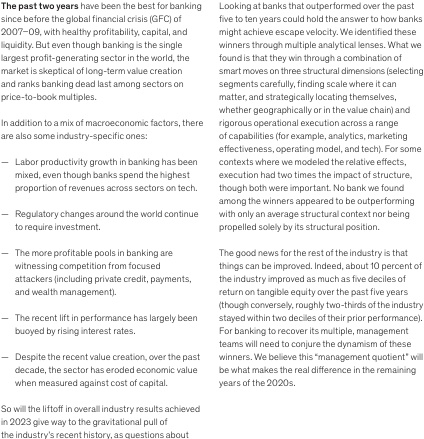 The past two years have been the best for banking
since before the global financial crisis (GFC) of
2007–09, with healthy profitability, capital, and
liquidity. But even though banking is the single
largest profit-generating sector in the world, the
market is skeptical of long-term value creation
and ranks banking dead last among sectors on
price-to-book multiples.
In addition to a mix of macroeconomic factors, there
are also some industry-specific ones:
— Labor productivity growth in banking has been
mixed, even though banks spend the highest
proportion of revenues across sectors on tech.
— Regulatory changes around the world continue
to require investment.
— The more profitable pools in banking are
witnessing competition from focused
attackers (including private credit, payments,
and wealth management).
— The recent lift in performance has largely been
buoyed by rising interest rates.
— Despite the recent value creation, over the past
decade, the sector has eroded economic value
when measured against cost of capital.
So will the liftoff in overall industry results achieved
in 2023 give way to the gravitational pull of
the industry's recent history, as questions about
Looking at banks that outperformed over the past
five to ten years could hold the answer to how banks
might achieve escape velocity. We identified these
winners through multiple analytical lenses. What we
found is that they win through a combination of
smart moves on three structural dimensions (selecting
segments carefully, finding scale where it can
matter, and strategically locating themselves,
whether geographically or in the value chain) and
rigorous operational execution across a range
of capabilities (for example, analytics, marketing
effectiveness, operating model, and tech). For some
contexts where we modeled the relative effects,
execution had two times the impact of structure,
though both were important. No bank we found
among the winners appeared to be outperforming
with only an average structural context nor being
propelled solely by its structural position.
The good news for the rest of the industry is that
things can be improved. Indeed, about 10 percent of
the industry improved as much as five deciles of
return on tangible equity over the past five years
(though conversely, roughly two-thirds of the industry
stayed within two deciles of their prior performance).
For banking to recover its multiple, management
teams will need to conjure the dynamism of these
winners. We believe this “management quotient” will
be what makes the real difference in the remaining
years of the 2020s.